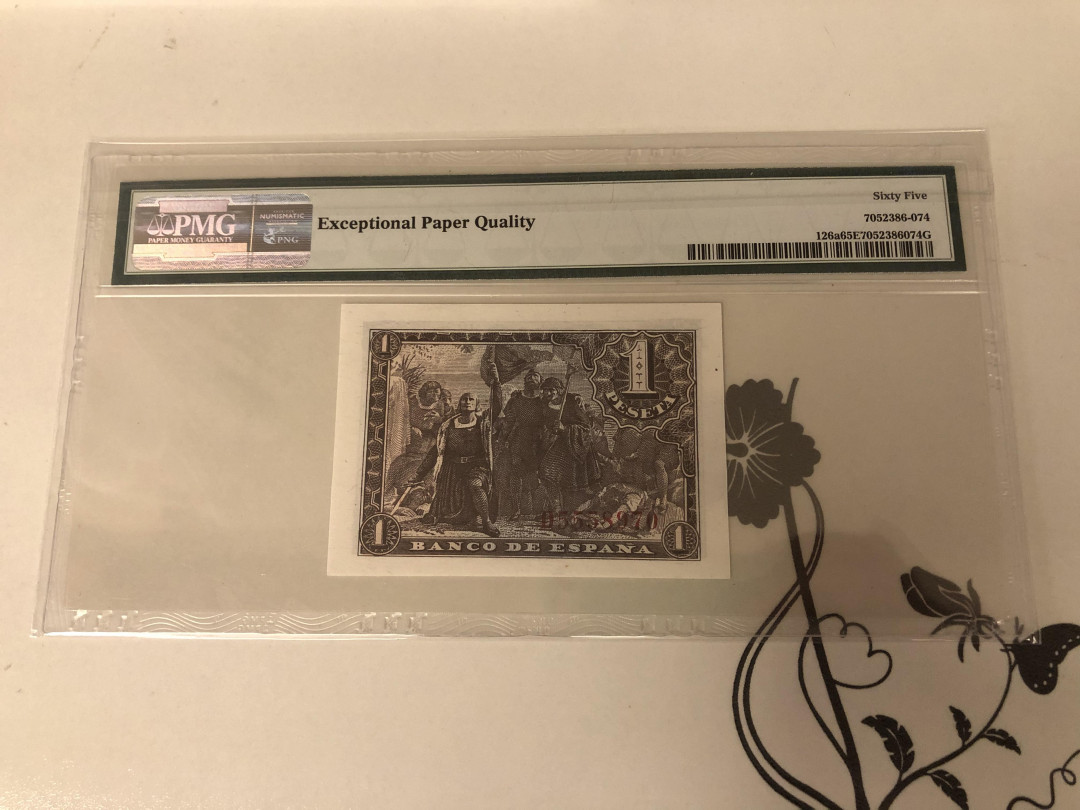 Sixty Five
PMG
PAPER MONEY GUARANTY
NUMISMATIC
PNG
Exceptional Paper Quality
7052386-074
126a65E7052386074G
1
1
PESETA
1
BANCO DE ESPAÑA
1